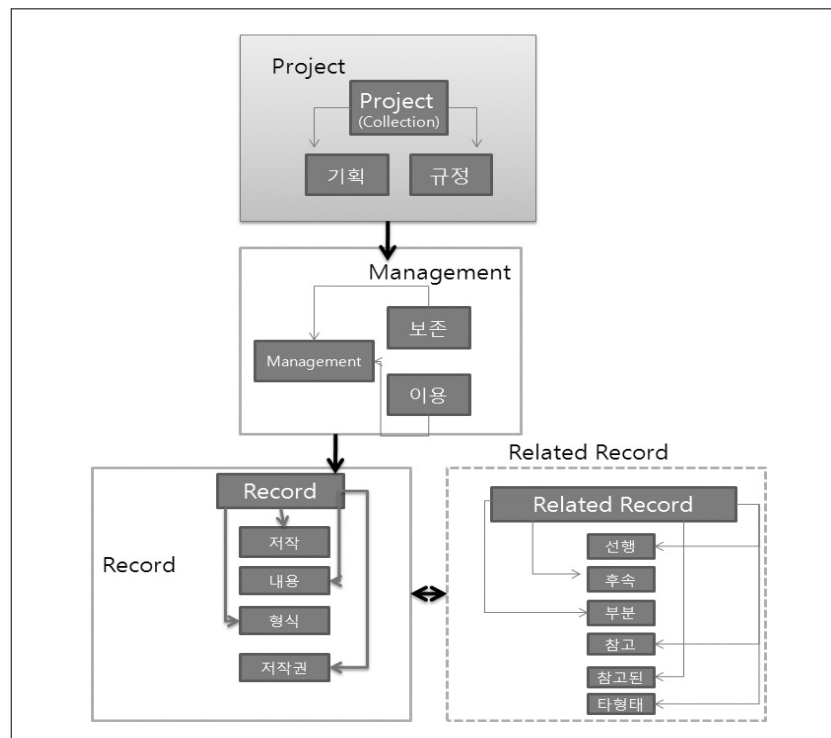 Project
Project
(Collection)
기획
규정
Management
보존
Management
이용
Record
Record
저작
내용
형식
저작권
Related Record
Related Record
선행
후속
부분
참고
참고된
타형태